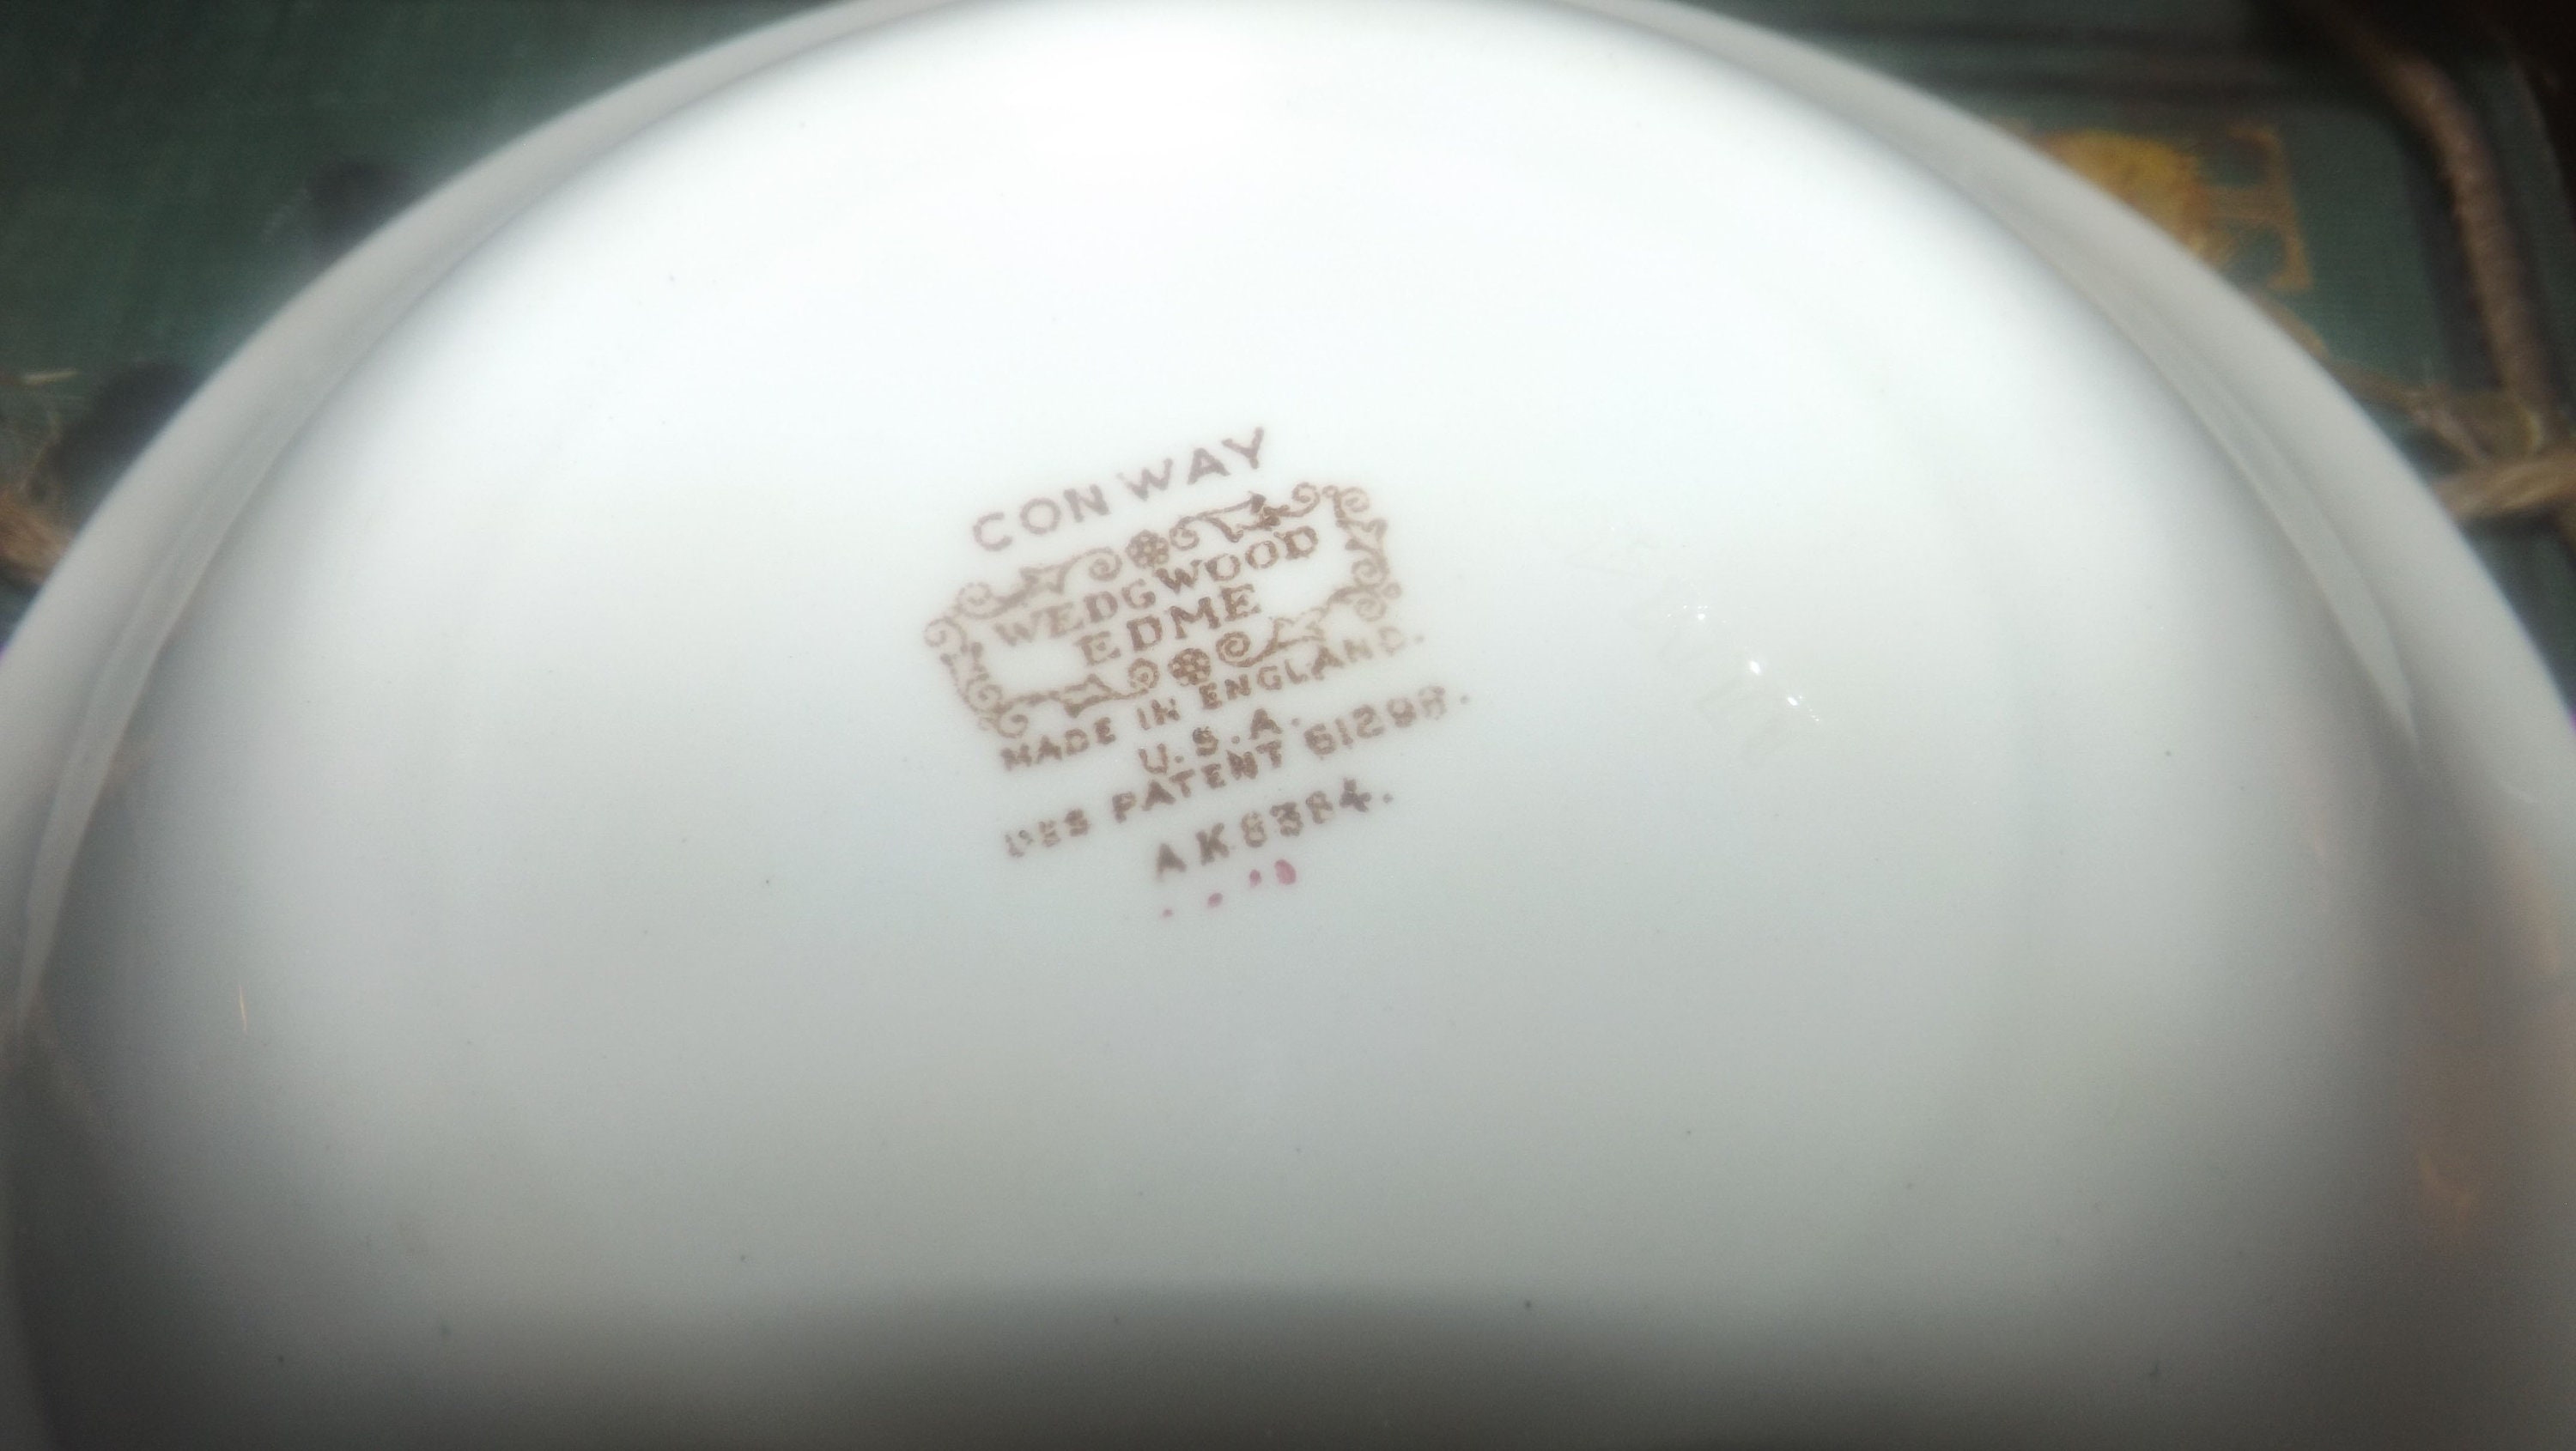 CONWAY
WEDGWOOD
EDME
MADE IN ENGLAND.
U.S.A.
DES PATENT 61298.
AK8384.